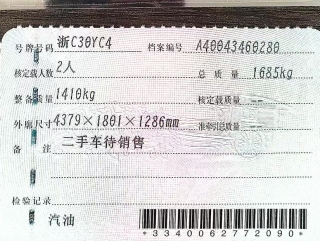 号牌号码 浙C30YC4 档案编号 A40043460280
核定载人数 2人 总质量 1685kg
整备质量 1410kg 核定载质量 --
外廓尺寸 4379×1801×1286mm 准牵引总质量 --
备注 二手车待销售
检验记录
汽油
*3340062772090*